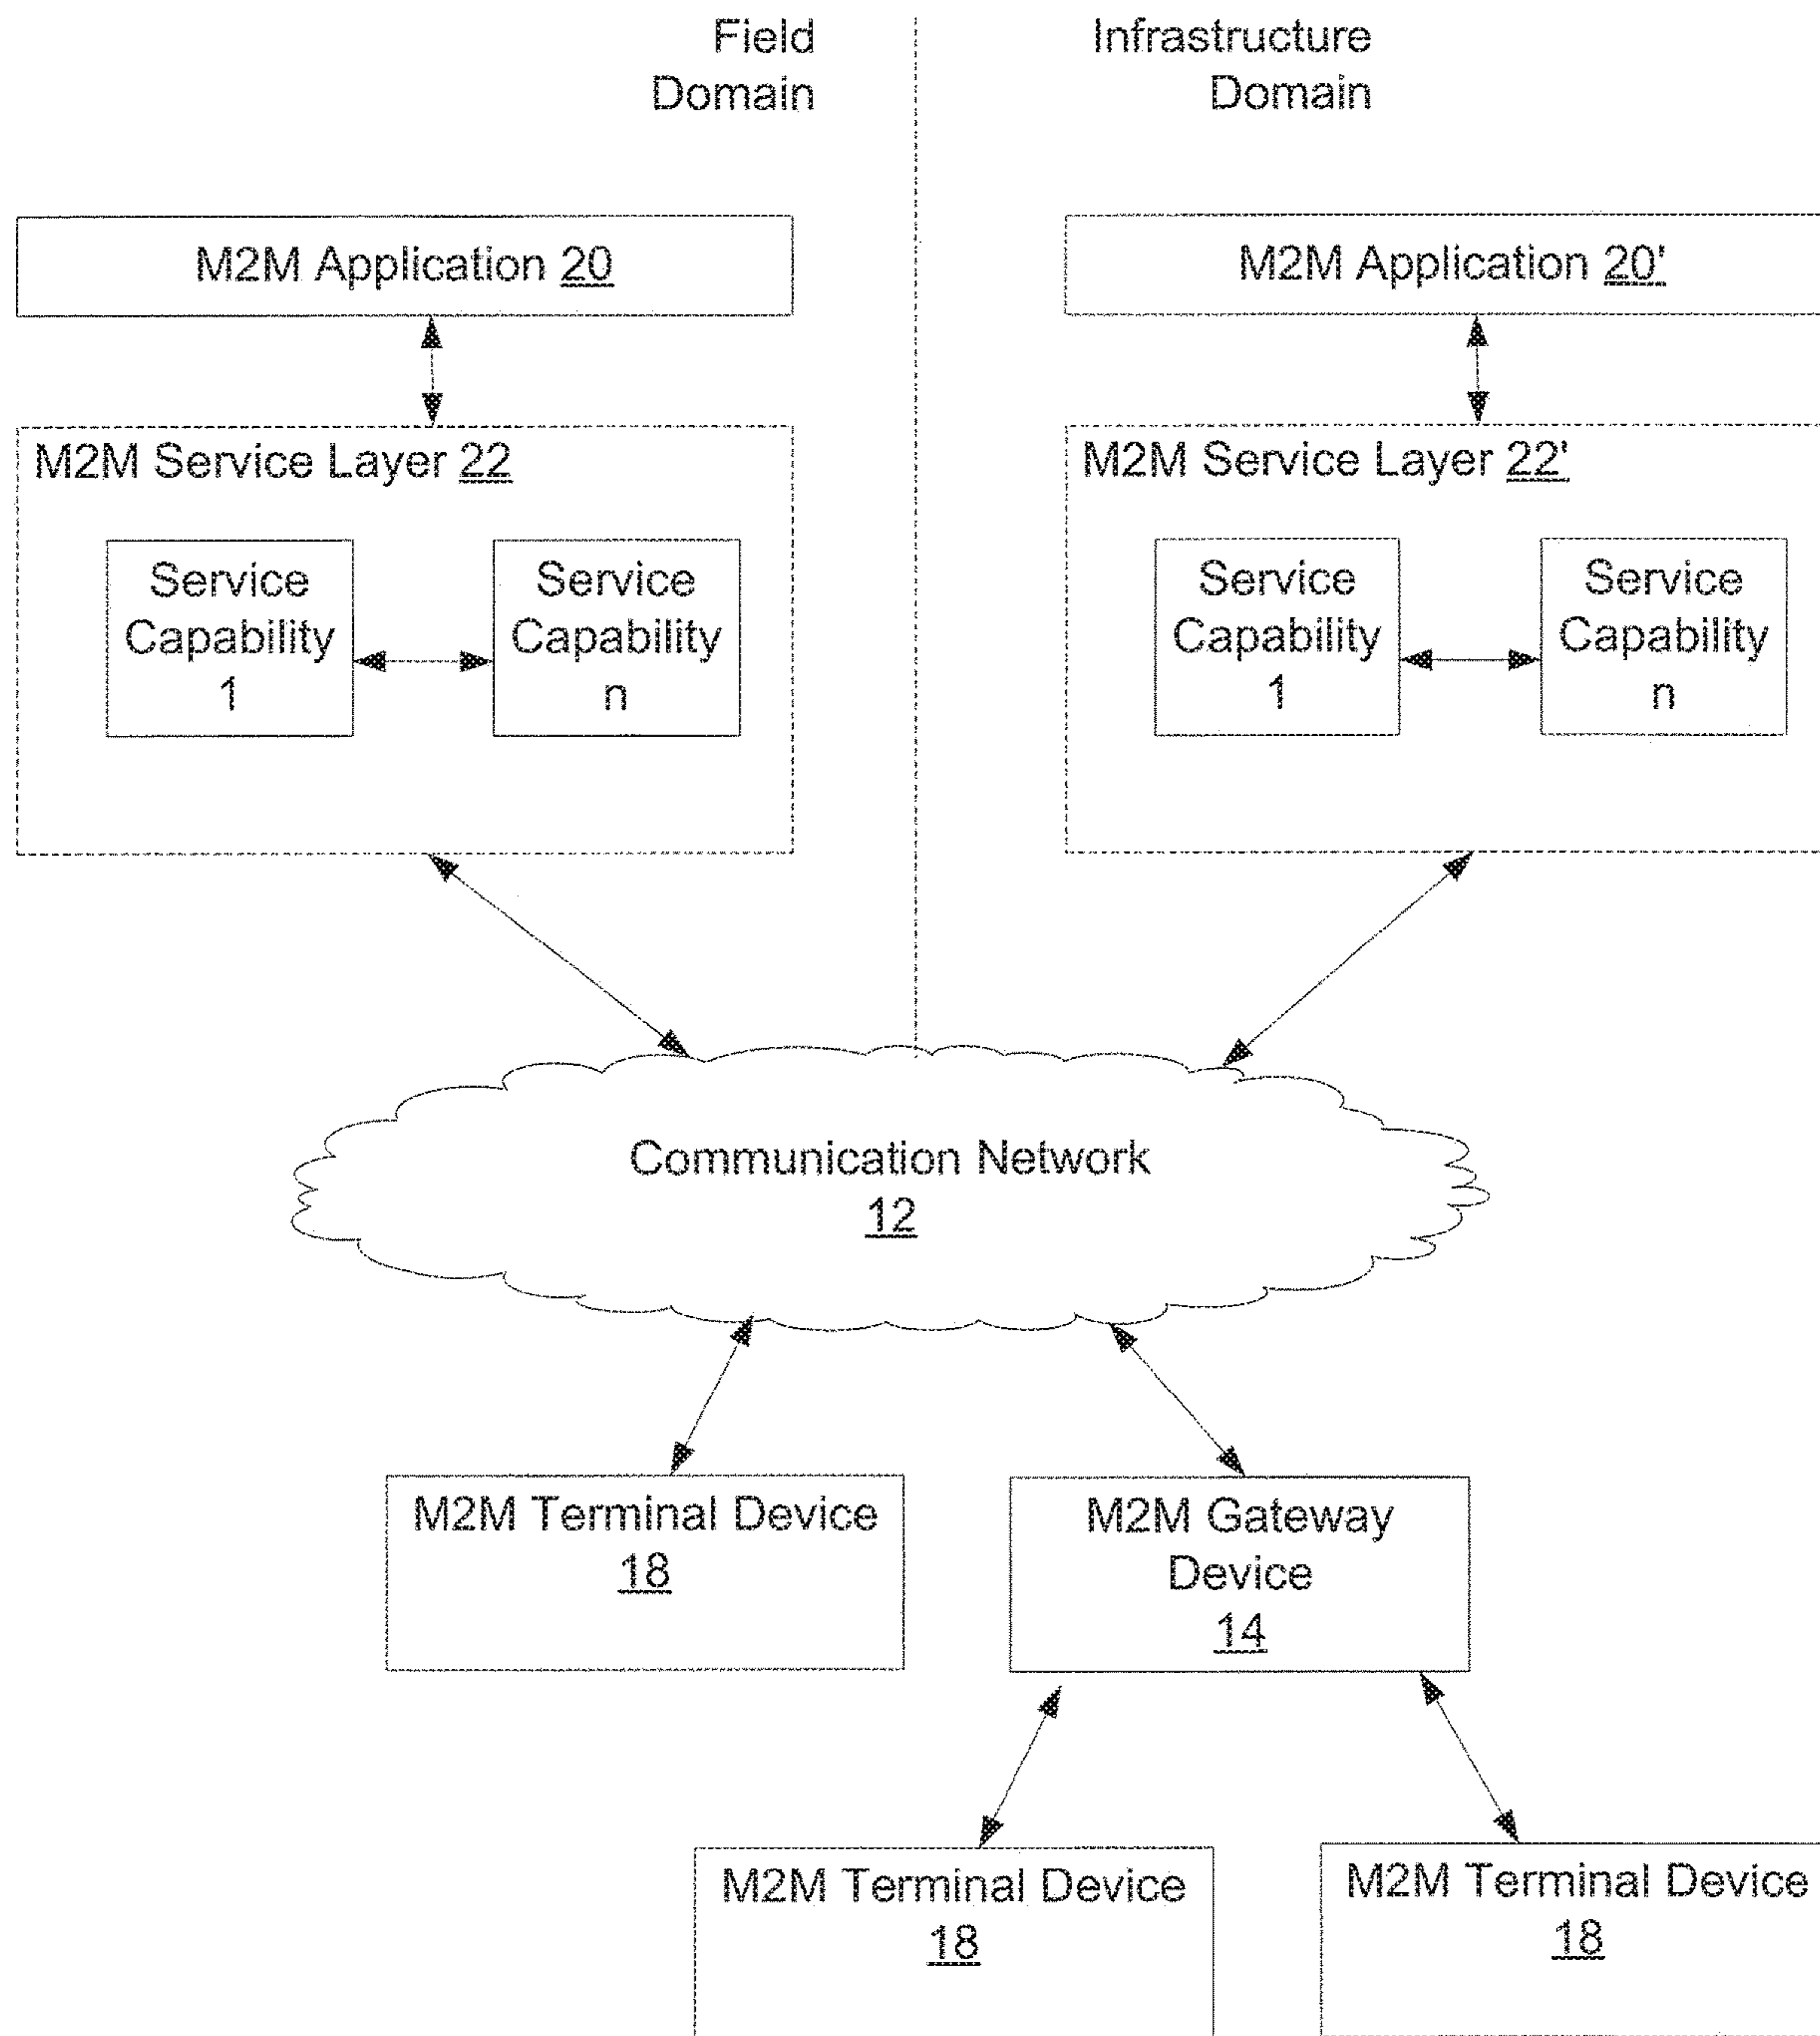 Field
Domain
Infrastructure
Domain
M2M Application 20
M2M Application 20'
M2M Service Layer 22
Service
Capability
1
Service
Capability
n
M2M Service Layer 22'
Service
Capability
1
Service
Capability
n
Communication Network
12
M2M Terminal Device
18
M2M Gateway
Device
14
M2M Terminal Device
18
M2M Terminal Device
18